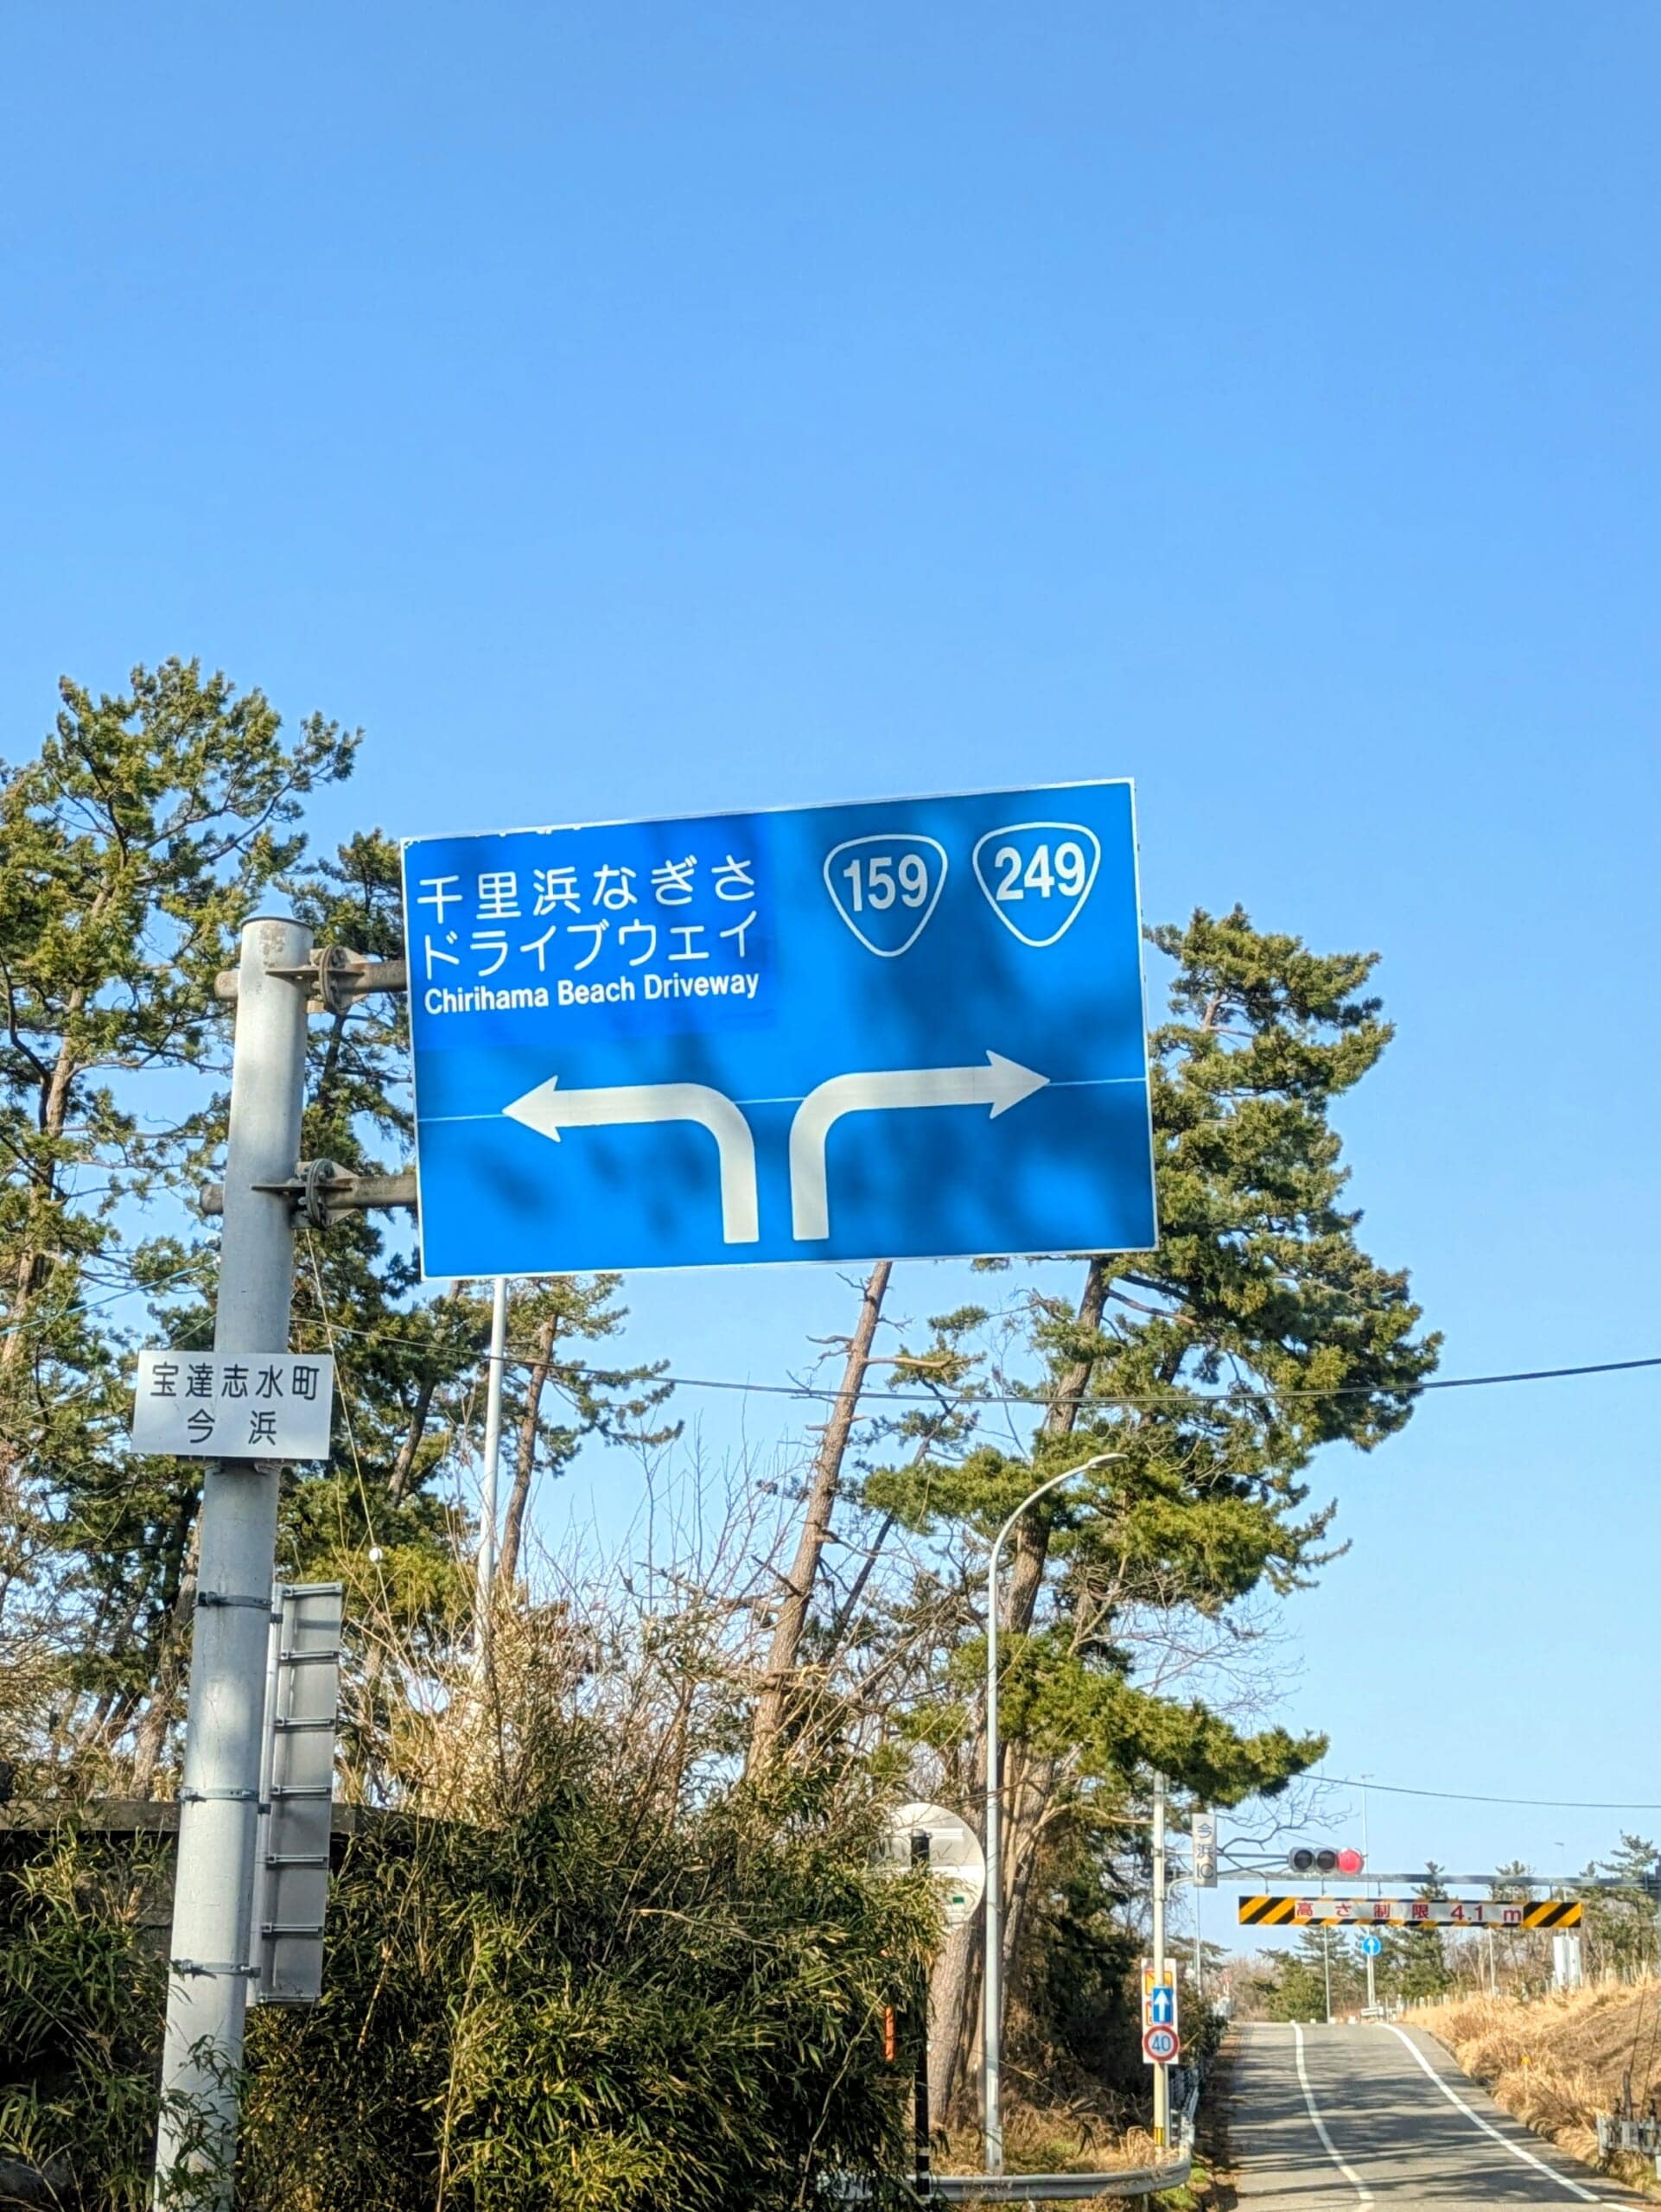 千里浜なぎさ
ドライブウェイ
Chirihama Beach Driveway
159
249
宝達志水町
今浜
今浜IC
高さ制限 4.1m
40